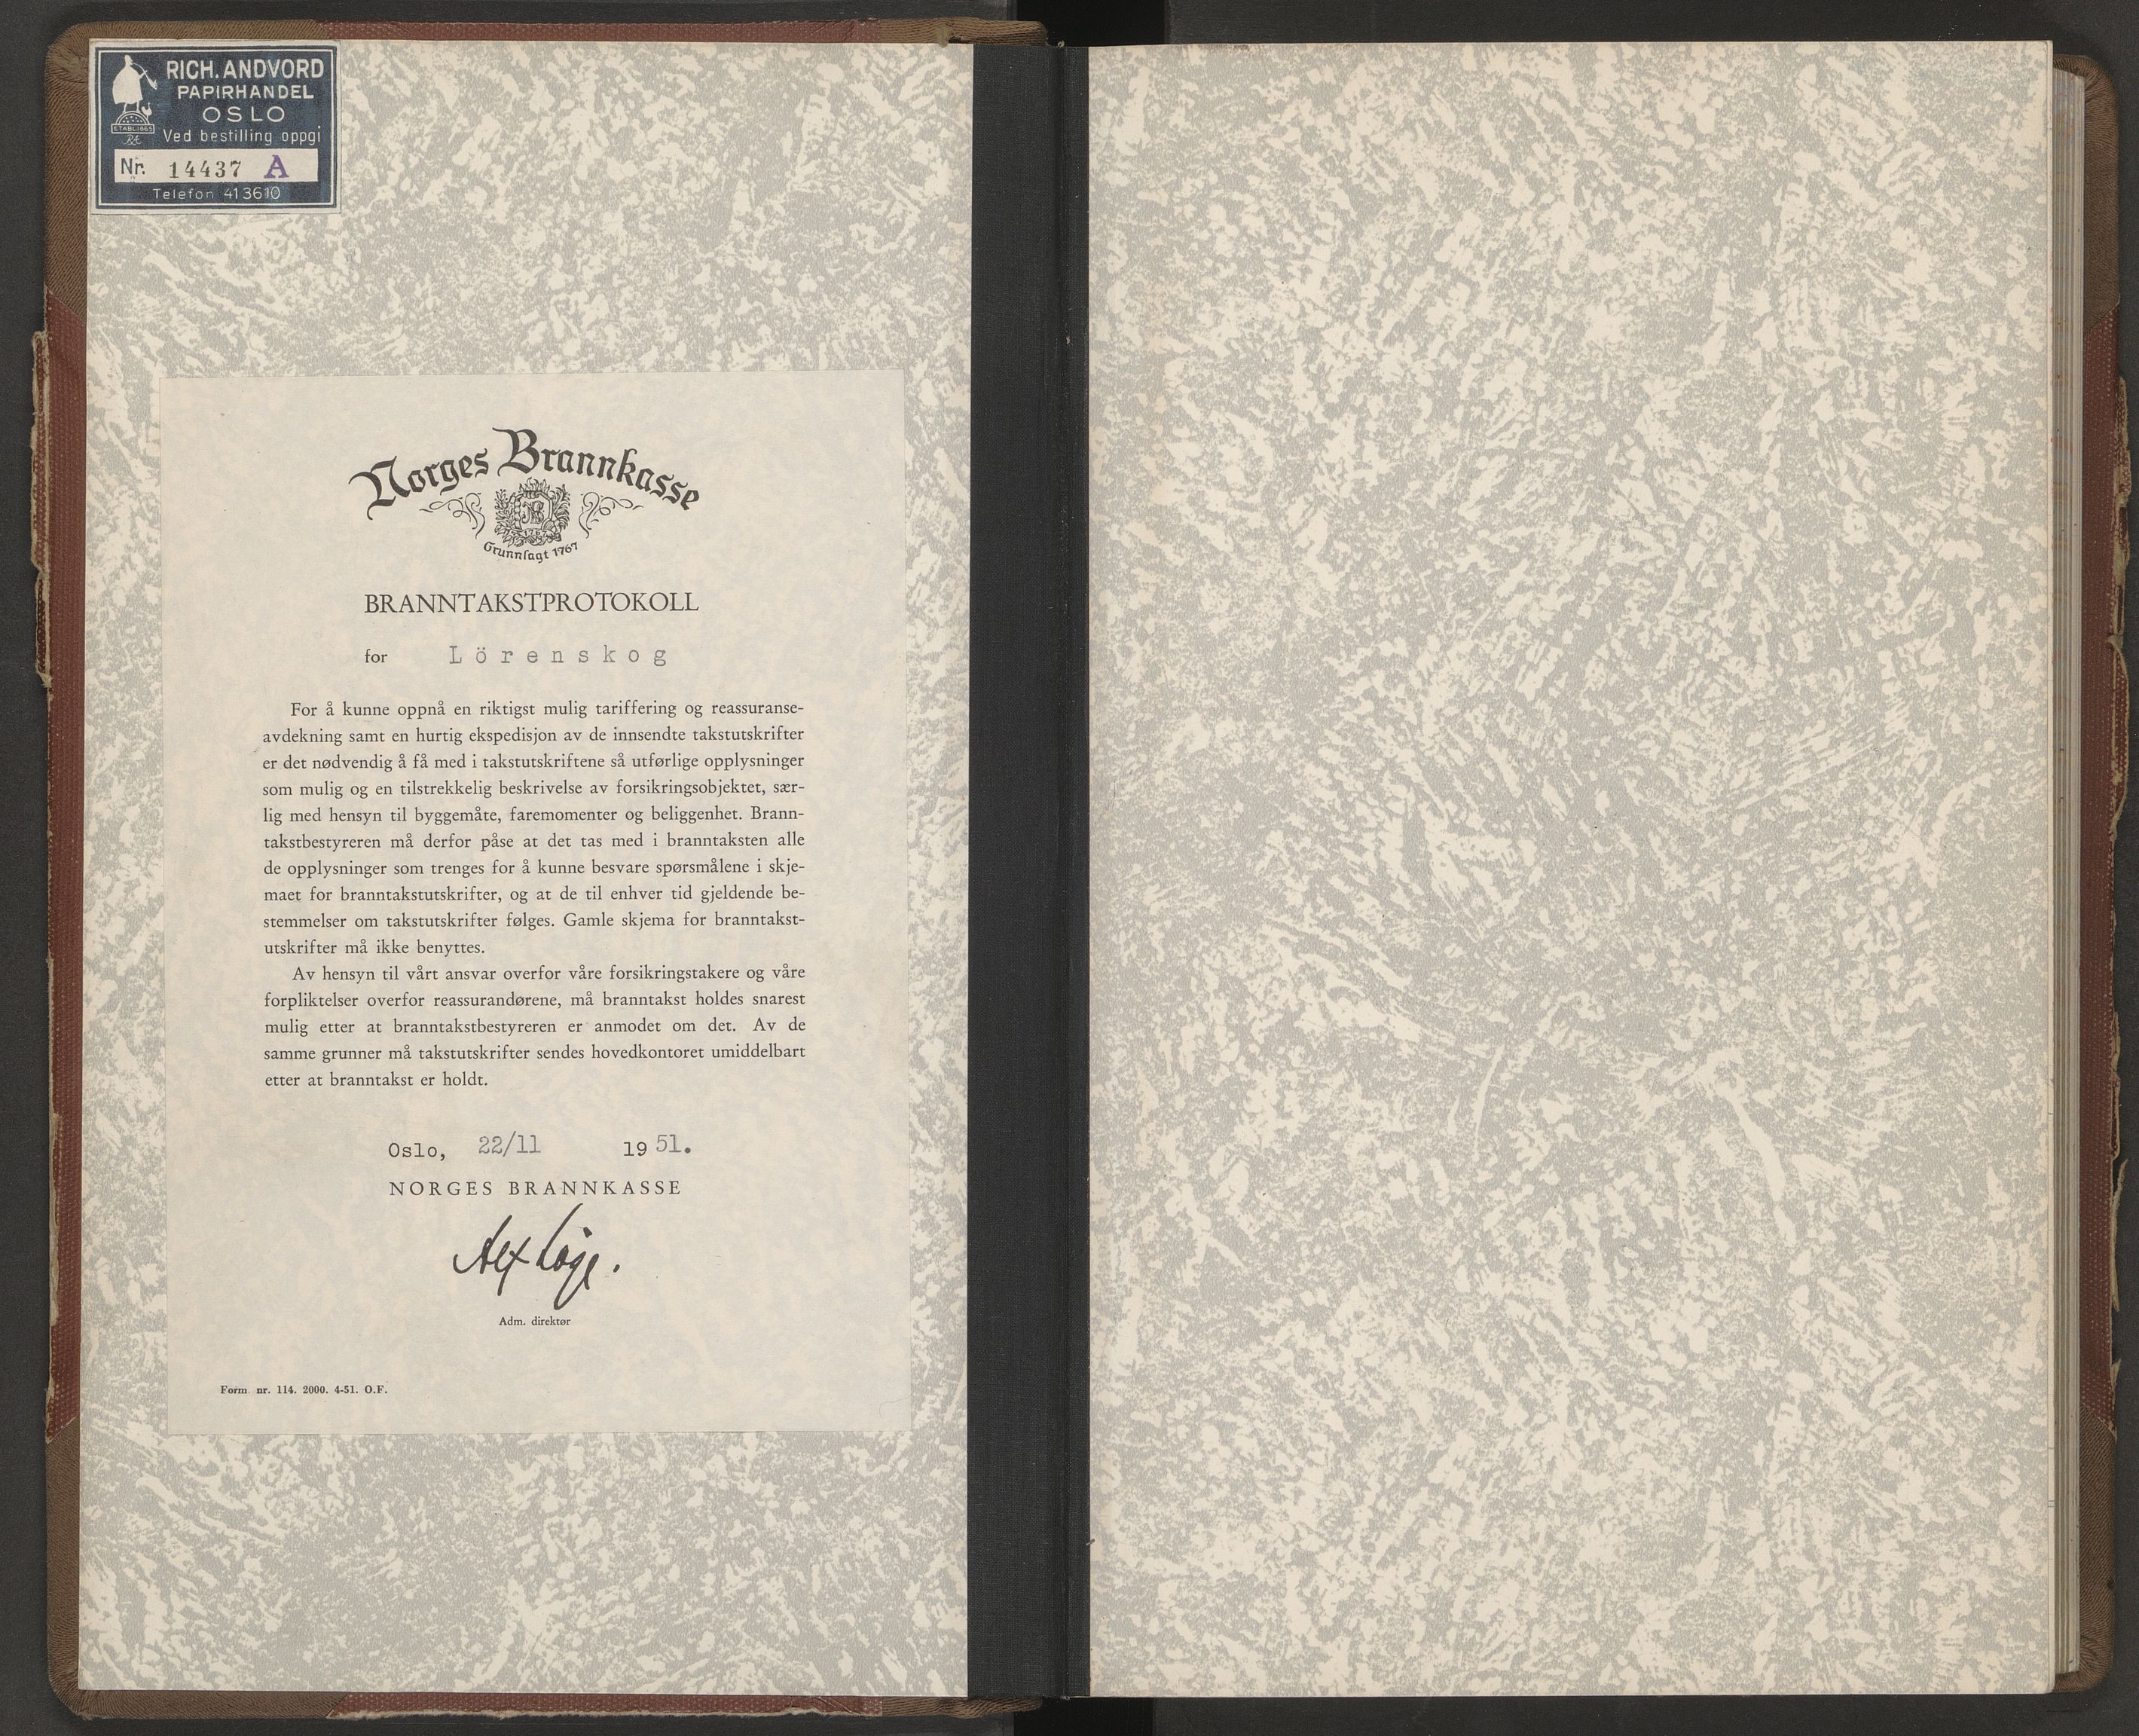 RICH. ANDVORD
PAPIRHANDEL
OSLO
ETABL.1865
Ved bestilling oppgi
Nr. 14437 A
Telefon 413610
Norges Brannkasse
Grunnlagt 1767
BRANNTAKSTPROTOKOLL
for Lörenskog
For å kunne oppnå en riktigst mulig tariffering og reassuranse-
avdekning samt en hurtig ekspedisjon av de innsendte takstutskrifter
er det nødvendig å få med i takstutskriftene så utførlige opplysninger
som mulig og en tilstrekkelig beskrivelse av forsikringsobjektet, sær-
lig med hensyn til byggemåte, faremomenter og beliggenhet. Brann-
takstbestyreren må derfor påse at det tas med i branntaksten alle
de opplysninger som trenges for å kunne besvare spørsmålene i skje-
maet for branntakstutskrifter, og at de til enhver tid gjeldende be-
stemmelser om takstutskrifter følges. Gamle skjema for branntakst-
utskrifter må ikke benyttes.
Av hensyn til vårt ansvar overfor våre forsikringstakere og våre
forpliktelser overfor reassurandørene, må branntakst holdes snarest
mulig etter at branntakstbestyreren er anmodet om det. Av de
samme grunner må takstutskrifter sendes hovedkontoret umiddelbart
etter at branntakst er holdt.
Oslo, 22/11 1951.
NORGES BRANNKASSE
Adm. direktør
Form nr. 114. 2000. 4-51. O.F.